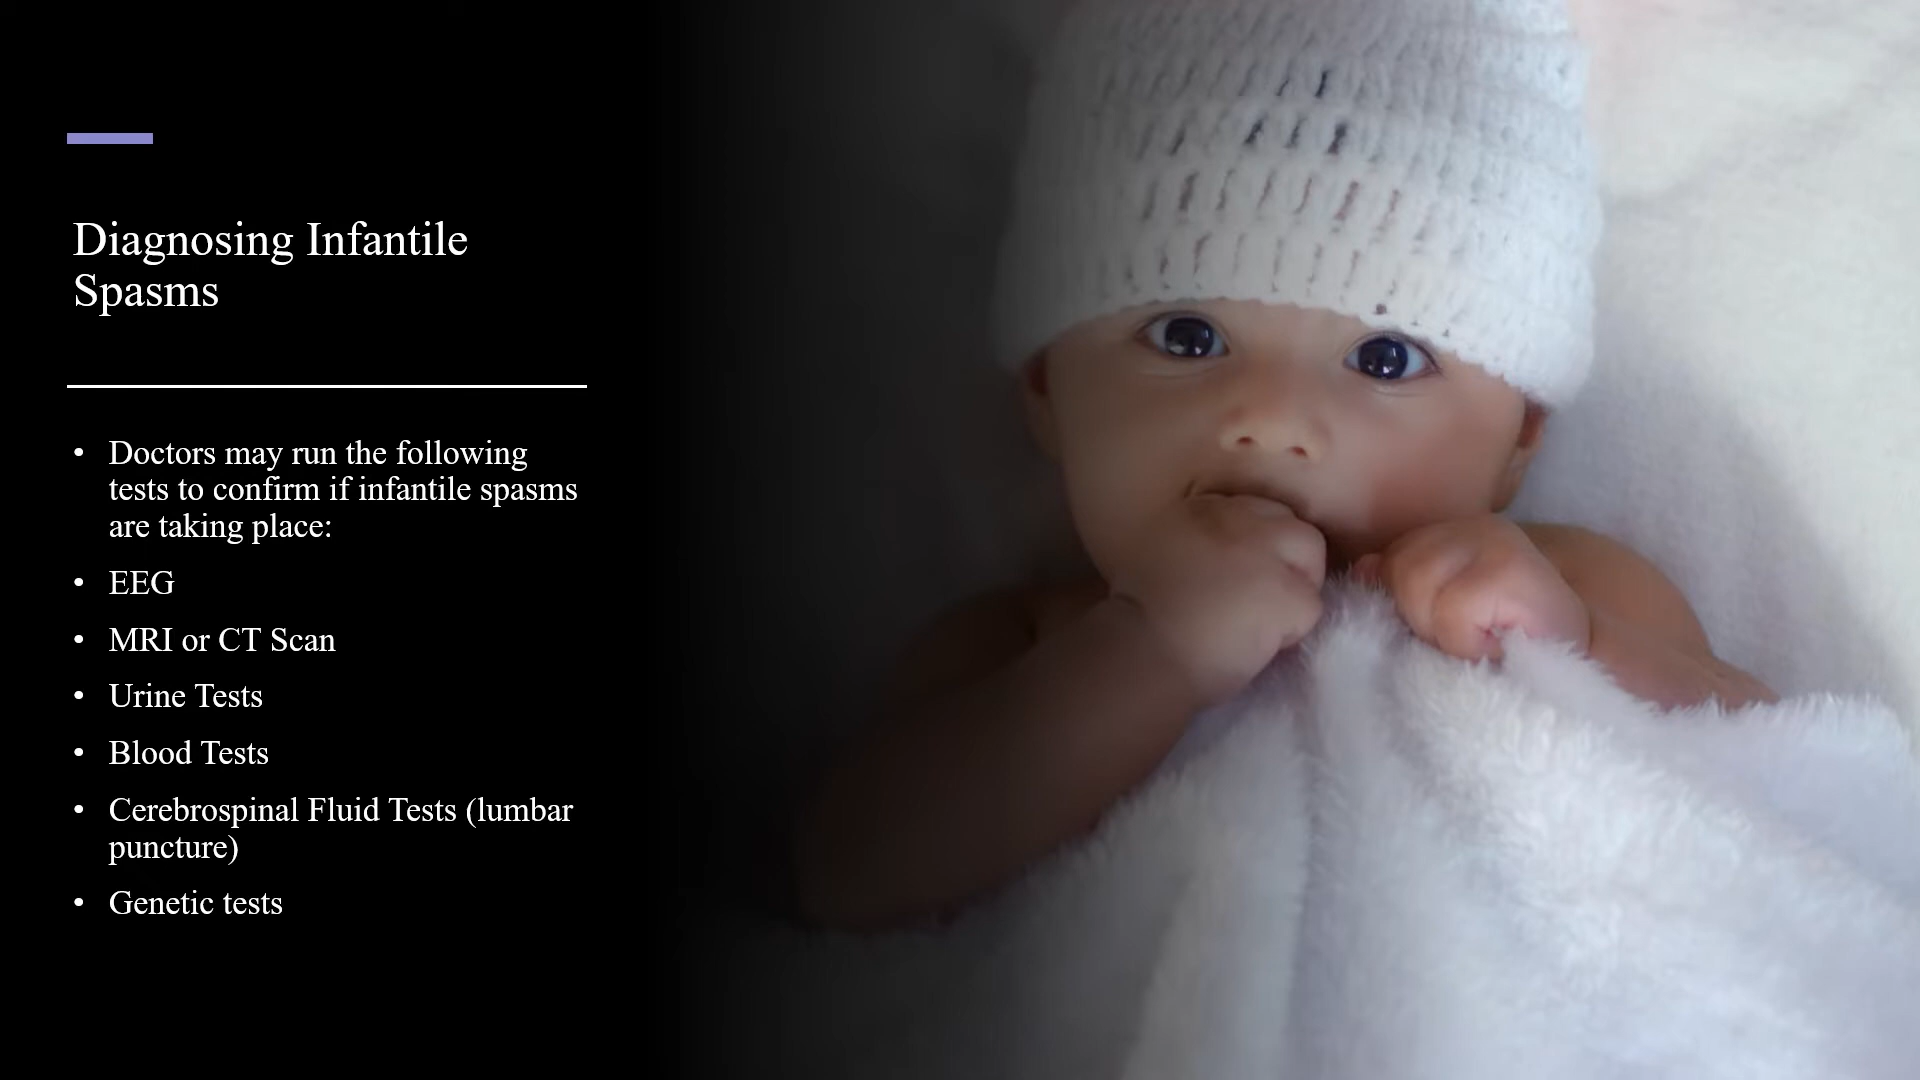 Diagnosing Infantile
Spasms
• Doctors may run the following
tests to confirm if infantile spasms
are taking place:
• EEG
• MRI or CT Scan
• Urine Tests
• Blood Tests
• Cerebrospinal Fluid Tests (lumbar
puncture)
• Genetic tests